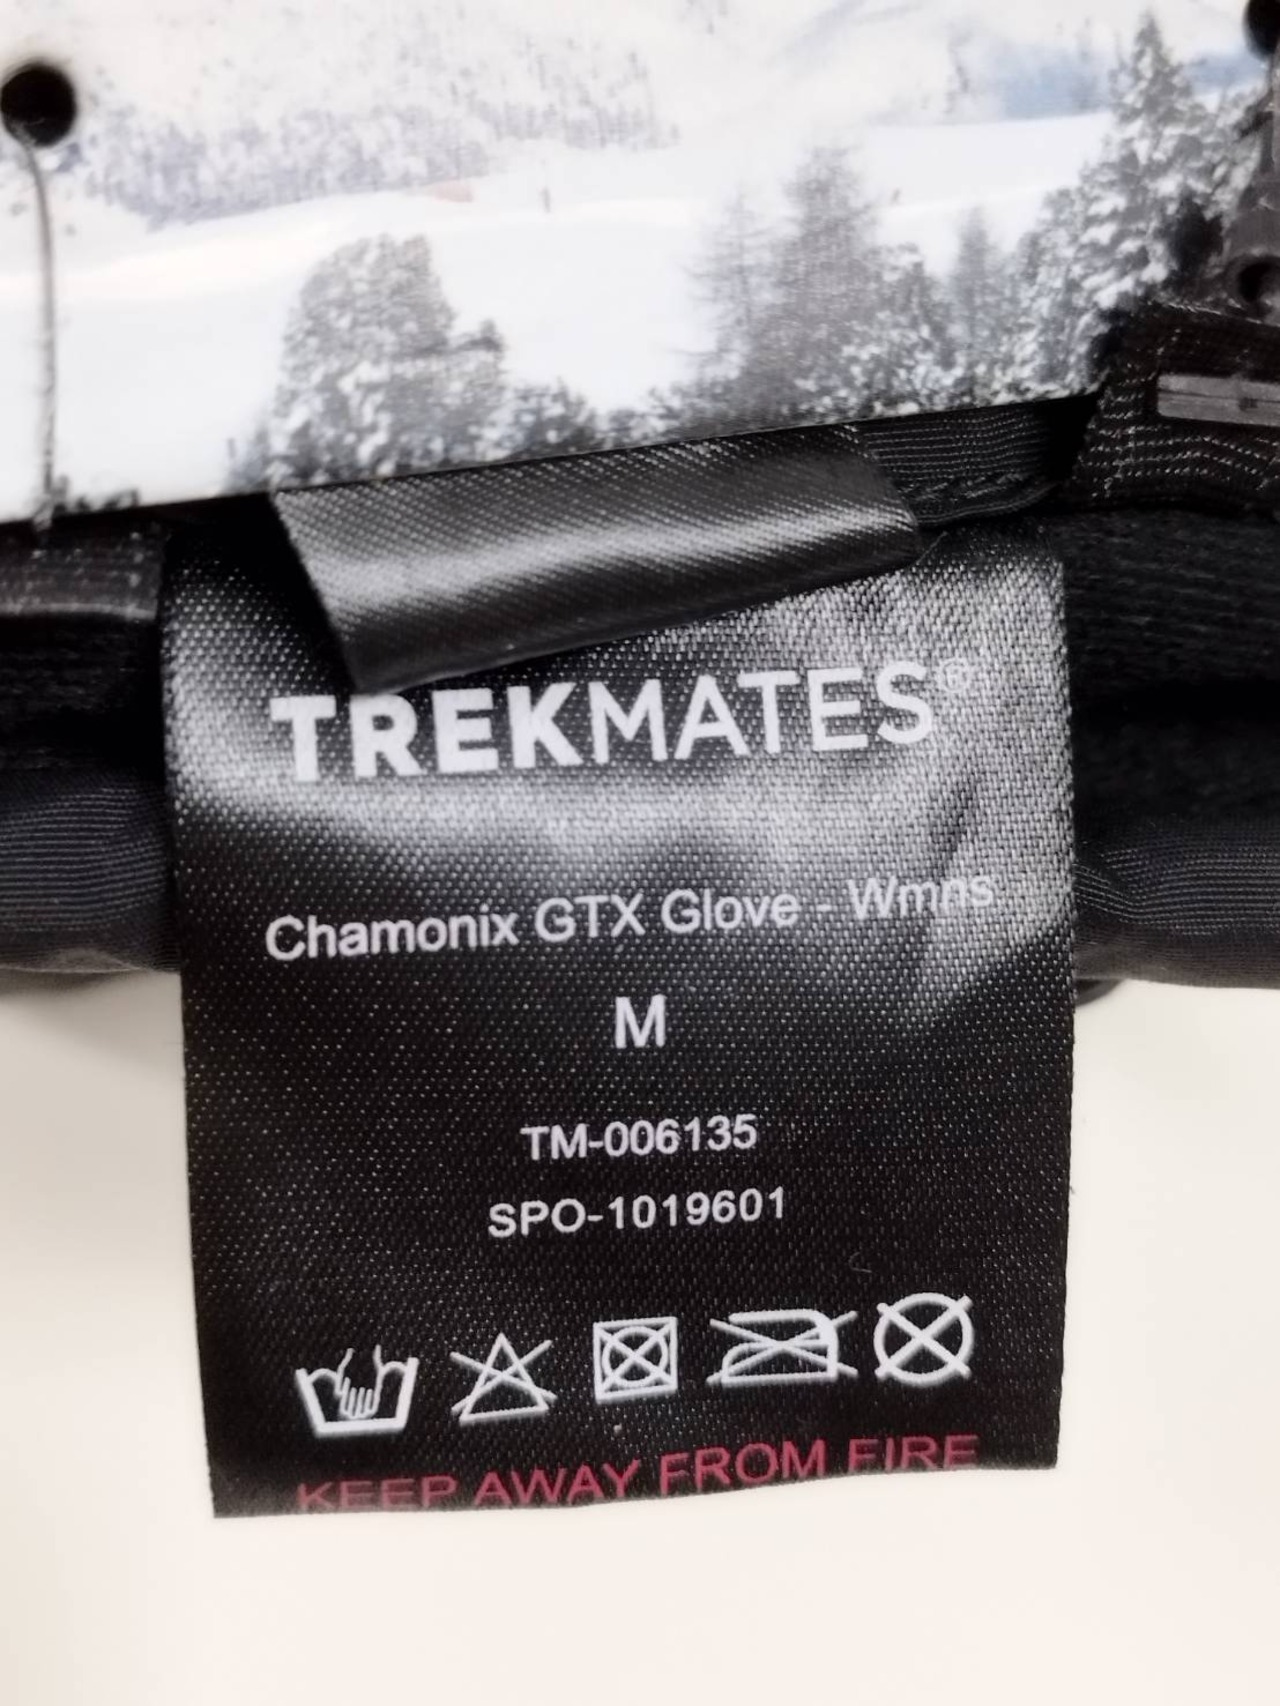 TREKMATES®
Chamonix GTX Glove - Wmns
M
TM-006135
SPO-1019601
KEEP AWAY FROM FIRE